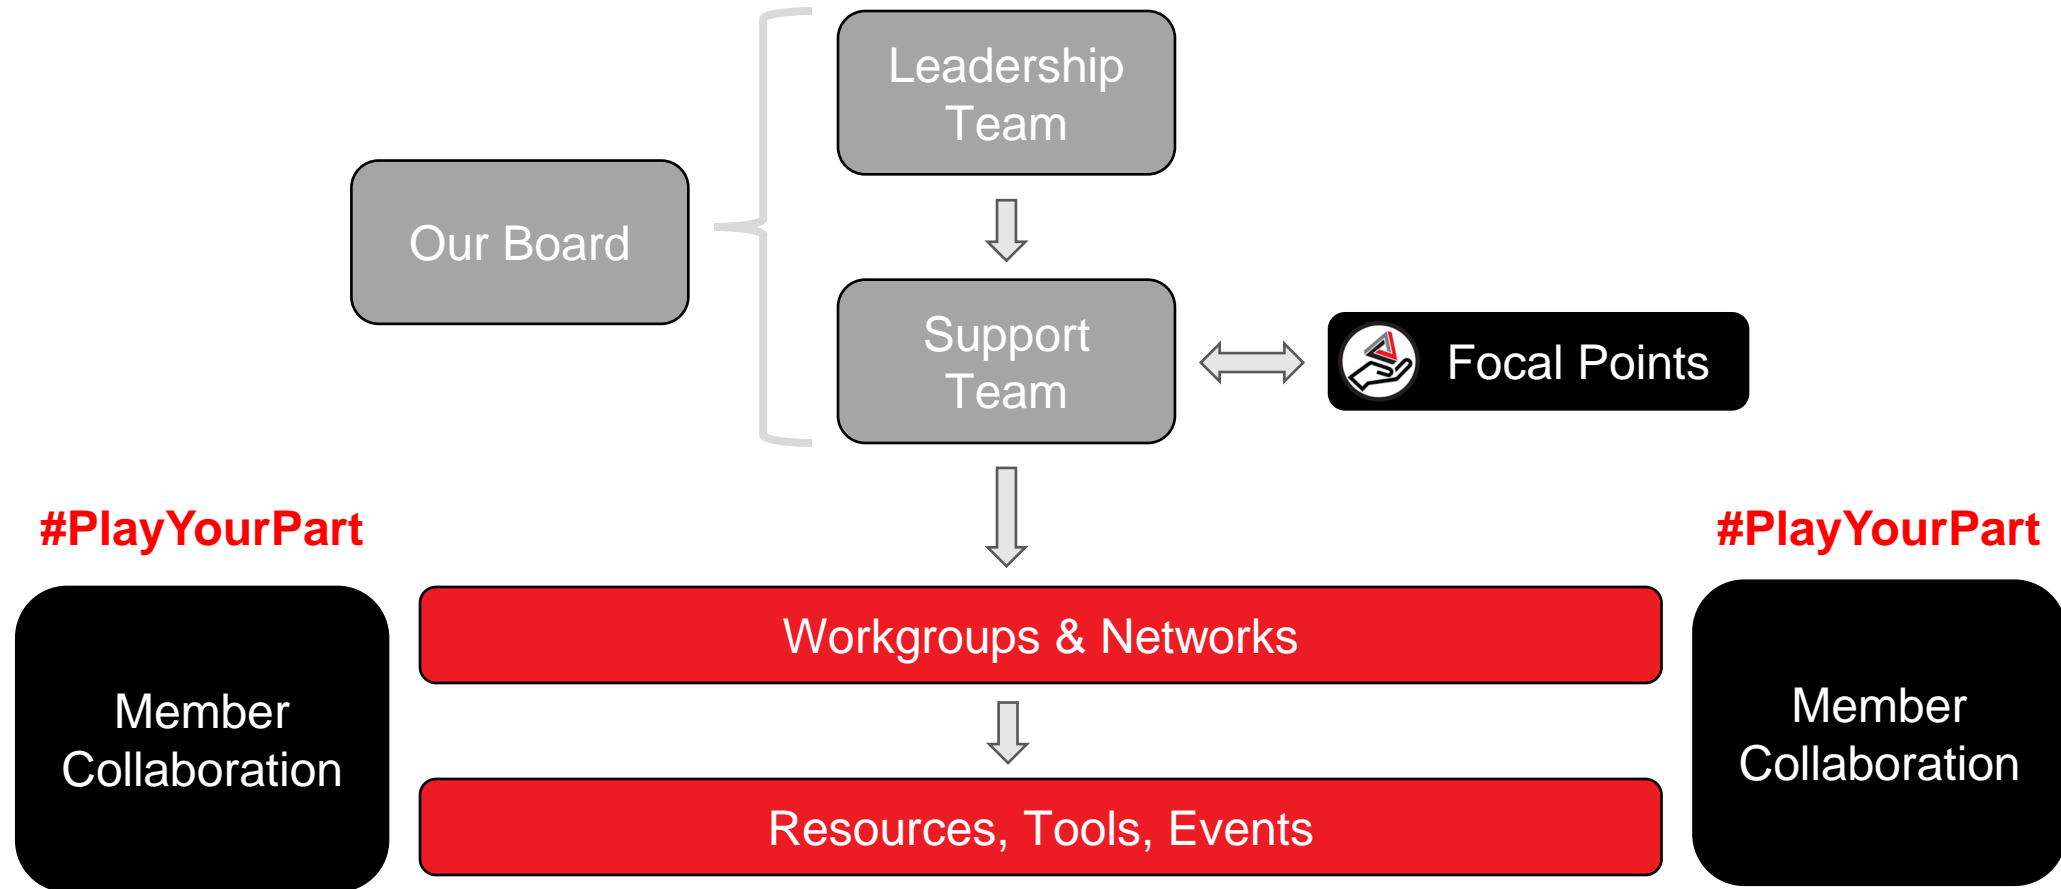 Leadership
Team
Our Board
Support
Team
Focal Points
#PlayYourPart
#PlayYourPart
Workgroups & Networks
Member
Collaboration
Member
Collaboration
Resources, Tools, Events